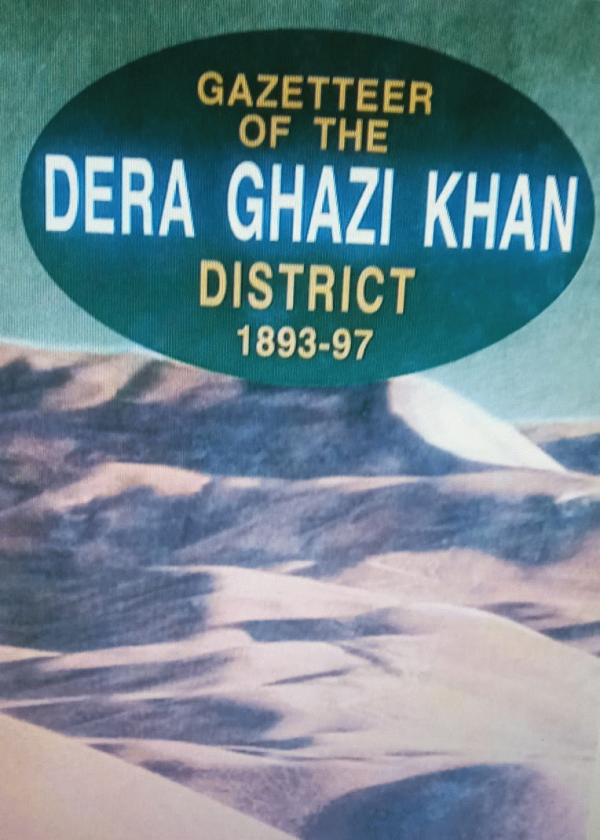 GAZETTEER
OF THE
DERA GHAZI KHAN
DISTRICT
1893-97